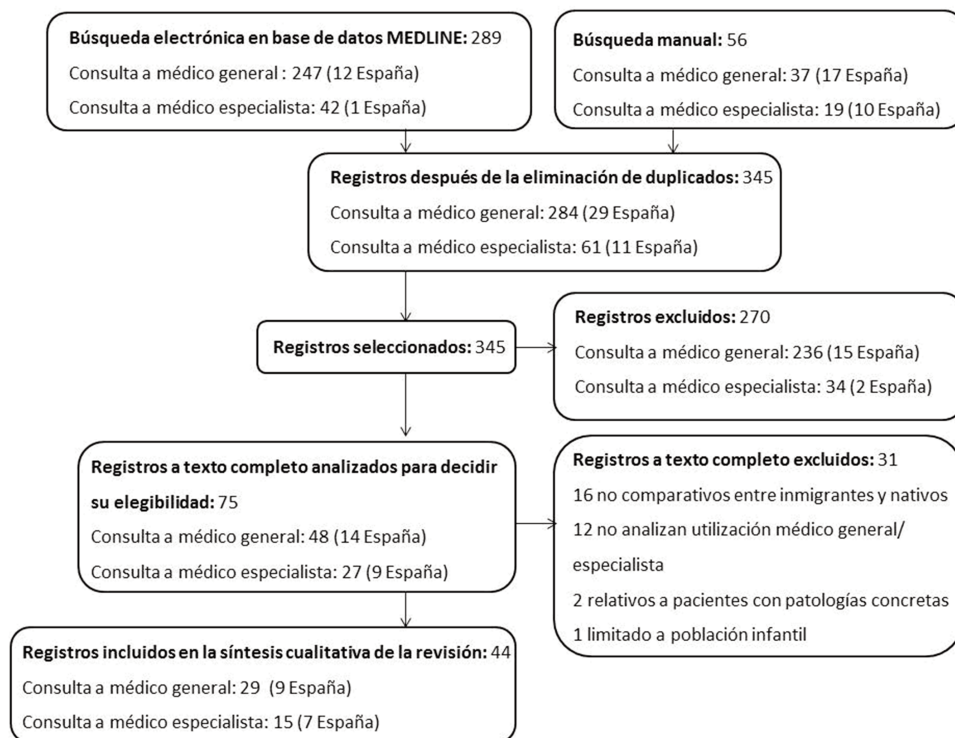 Búsqueda electrónica en base de datos MEDLINE: 289
Consulta a médico general : 247 (12 España)
Consulta a médico especialista: 42 (1 España)
Búsqueda manual: 56
Consulta a médico general: 37 (17 España)
Consulta a médico especialista: 19 (10 España)
Registros después de la eliminación de duplicados: 345
Consulta a médico general: 284 (29 España)
Consulta a médico especialista: 61 (11 España)
Registros seleccionados: 345
Registros excluidos: 270
Consulta a médico general: 236 (15 España)
Consulta a médico especialista: 34 (2 España)
Registros a texto completo analizados para decidir
su elegibilidad: 75
Consulta a médico general: 48 (14 España)
Consulta a médico especialista: 27 (9 España)
Registros a texto completo excluidos: 31
16 no comparativos entre inmigrantes y nativos
12 no analizan utilización médico general/
especialista
2 relativos a pacientes con patologías concretas
1 limitado a población infantil
Registros incluidos en la síntesis cualitativa de la revisión: 44
Consulta a médico general: 29 (9 España)
Consulta a médico especialista: 15 (7 España)